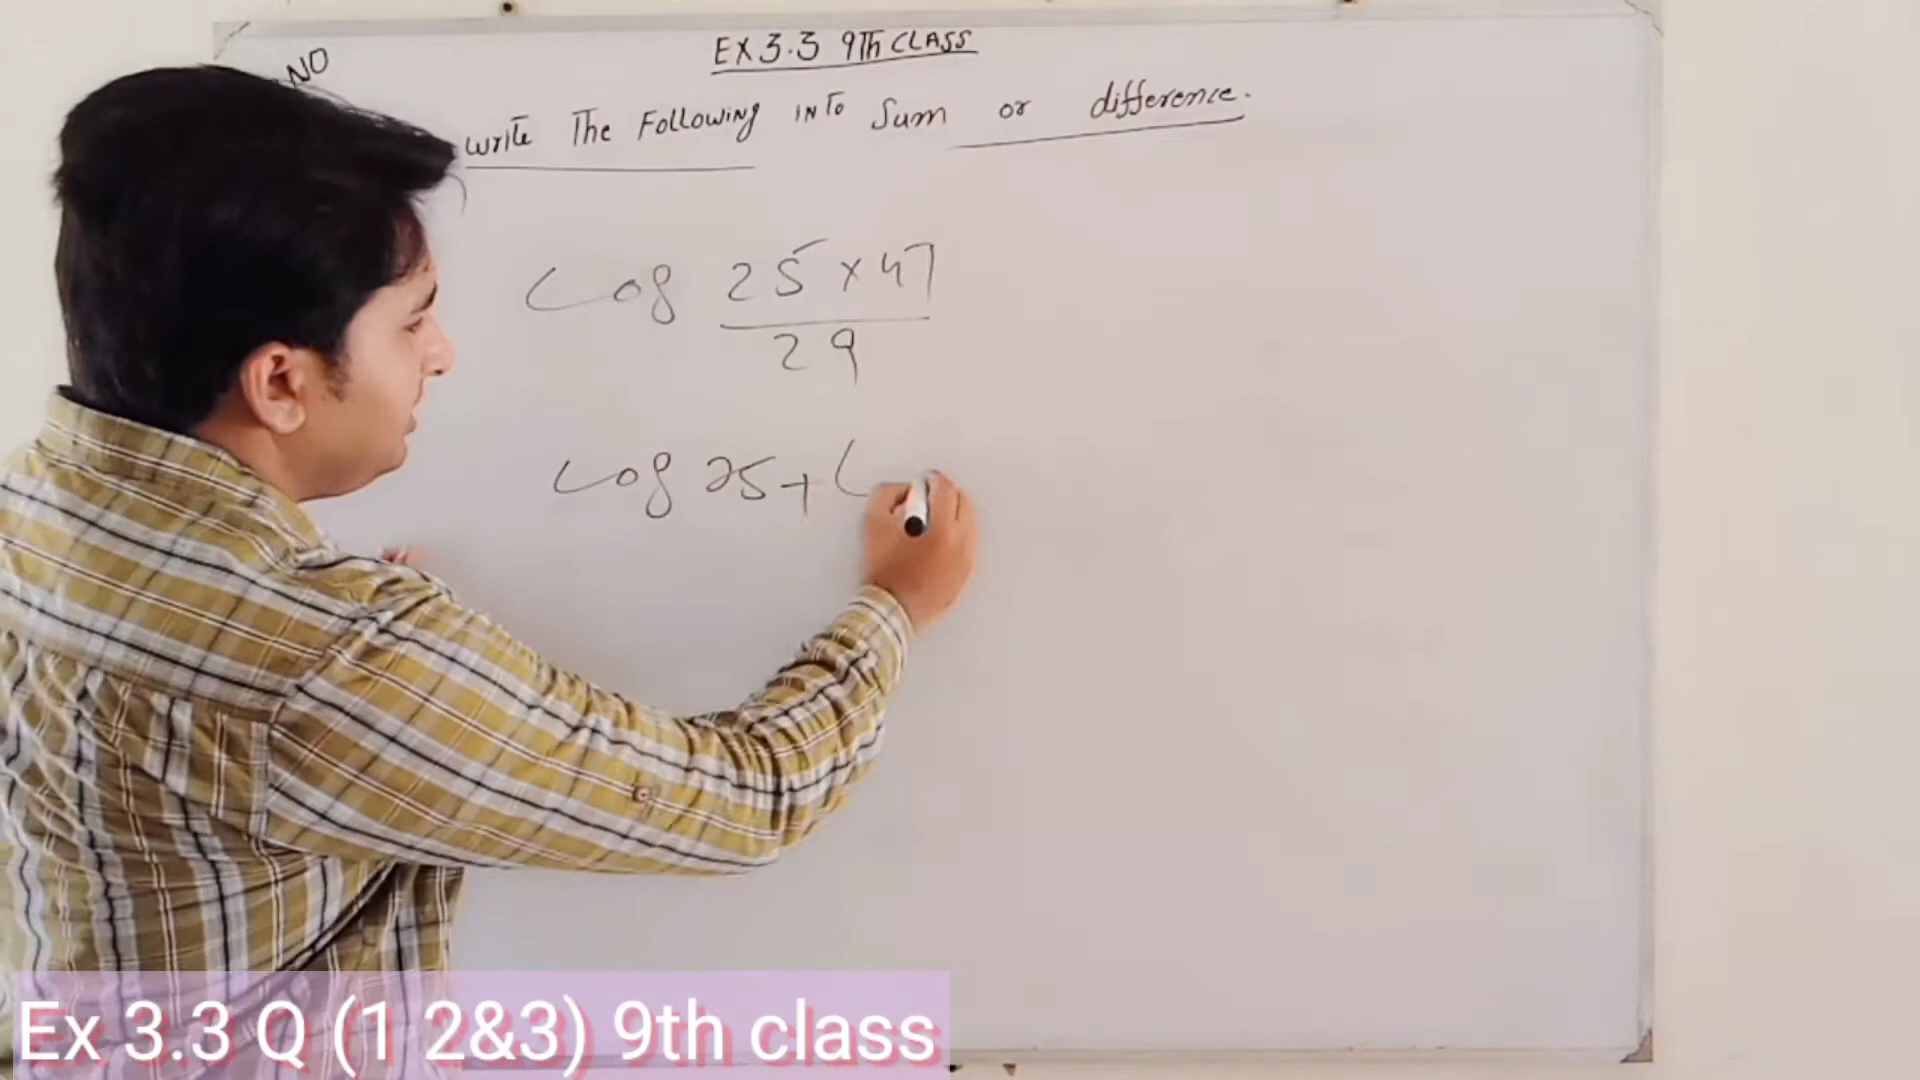 EX 3.3 9Th CLASS
NO
write The Following INTO Sum or difference.
Log 25 × 47
29
Log 25 +
Ex 3.3 Q (1 2&3) 9th class